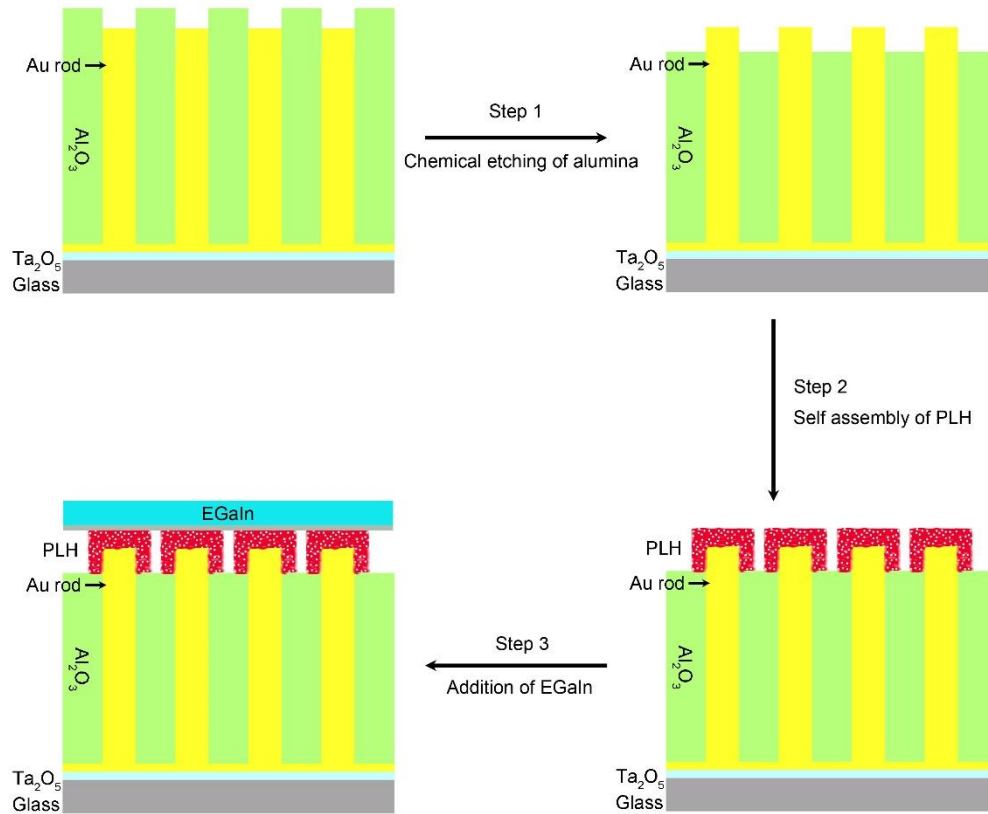 Au rod
Al₂O₃
Ta₂O₅
Glass
Step 1
Chemical etching of alumina
Au rod
Al₂O₃
Ta₂O₅
Glass
Step 2
Self assembly of PLH
PLH
Au rod
Al₂O₃
Ta₂O₅
Glass
Step 3
Addition of EGaIn
EGaIn
PLH
Au rod
Al₂O₃
Ta₂O₅
Glass